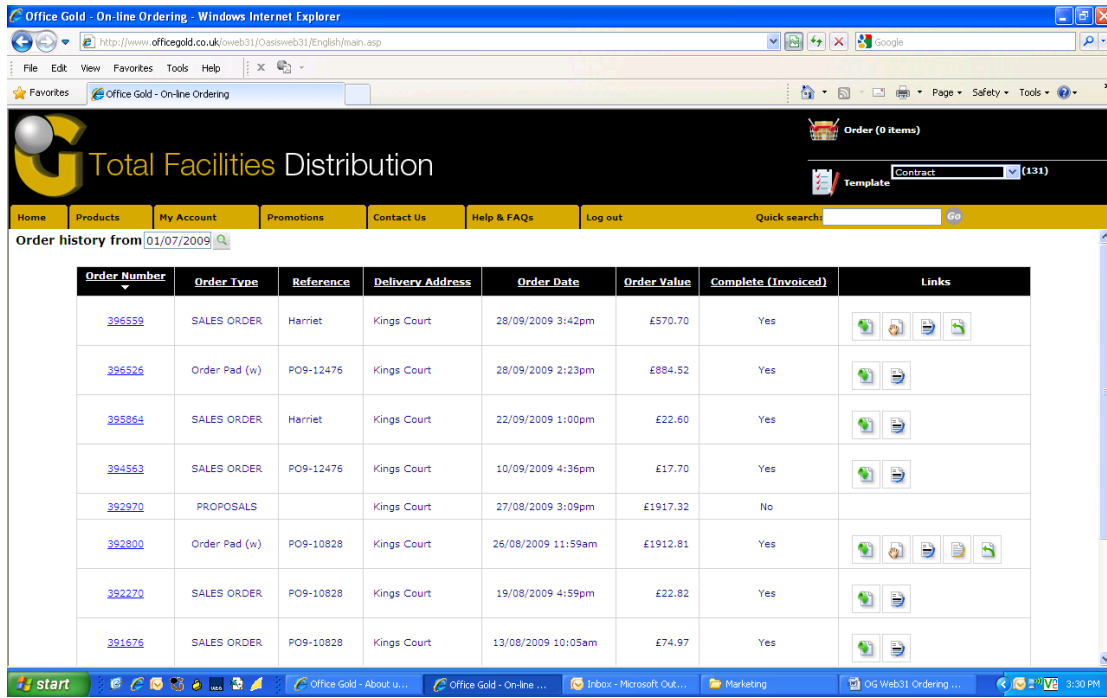 Office Gold - On-line Ordering - Windows Internet Explorer
http://www.officegold.co.uk/oweb31/Oasisweb31/English/main.asp
Google
File Edit View Favorites Tools Help
Favorites Office Gold - On-line Ordering Page Safety Tools
Order (0 items)
Total Facilities Distribution
Template Contract (131)
Home Products My Account Promotions Contact Us Help & FAQs Log out Quick search: Go
Order history from 01/07/2009
Order Number Order Type Reference Delivery Address Order Date Order Value Complete (Invoiced) Links
396559 SALES ORDER Harriet Kings Court 28/09/2009 3:42pm £570.70 Yes
396526 Order Pad (w) PO9-12476 Kings Court 28/09/2009 2:23pm £884.52 Yes
395864 SALES ORDER Harriet Kings Court 22/09/2009 1:00pm £22.60 Yes
394563 SALES ORDER PO9-12476 Kings Court 10/09/2009 4:36pm £17.70 Yes
392970 PROPOSALS Kings Court 27/08/2009 3:09pm £1917.32 No
392800 Order Pad (w) PO9-10828 Kings Court 26/08/2009 11:59am £1912.81 Yes
392270 SALES ORDER PO9-10828 Kings Court 19/08/2009 4:59pm £22.82 Yes
391676 SALES ORDER PO9-10828 Kings Court 13/08/2009 10:05am £74.97 Yes
start Office Gold - About u... Office Gold - On-line ... Inbox - Microsoft Out... Marketing OG Web31 Ordering ... 3:30 PM